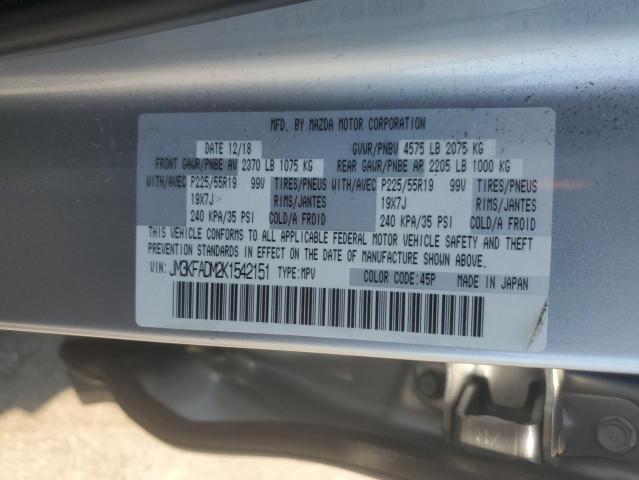 MFD. BY MAZDA MOTOR CORPORATION
DATE 12/18 GVWR/PNBV 4575 LB 2075 KG
FRONT GAWR/PNBE AV 2370 LB 1075 KG REAR GAWR/PNBE AR 2205 LB 1000 KG
WITH/AVEC P225/55R19 99V TIRES/PNEUS WITH/AVEC P225/55R19 99V TIRES/PNEUS
19X7J RIMS/JANTES 19X7J RIMS/JANTES
240 KPA/35 PSI COLD/A FROID 240 KPA/35 PSI COLD/A FROID
THIS VEHICLE CONFORMS TO ALL APPLICABLE FEDERAL MOTOR VEHICLE SAFETY AND THEFT
PREVENTION STANDARDS IN EFFECT ON THE DATE OF MANUFACTURE SHOWN ABOVE.
VIN: JM3KFADM2K1542151 TYPE: MPV COLOR CODE: 45P MADE IN JAPAN